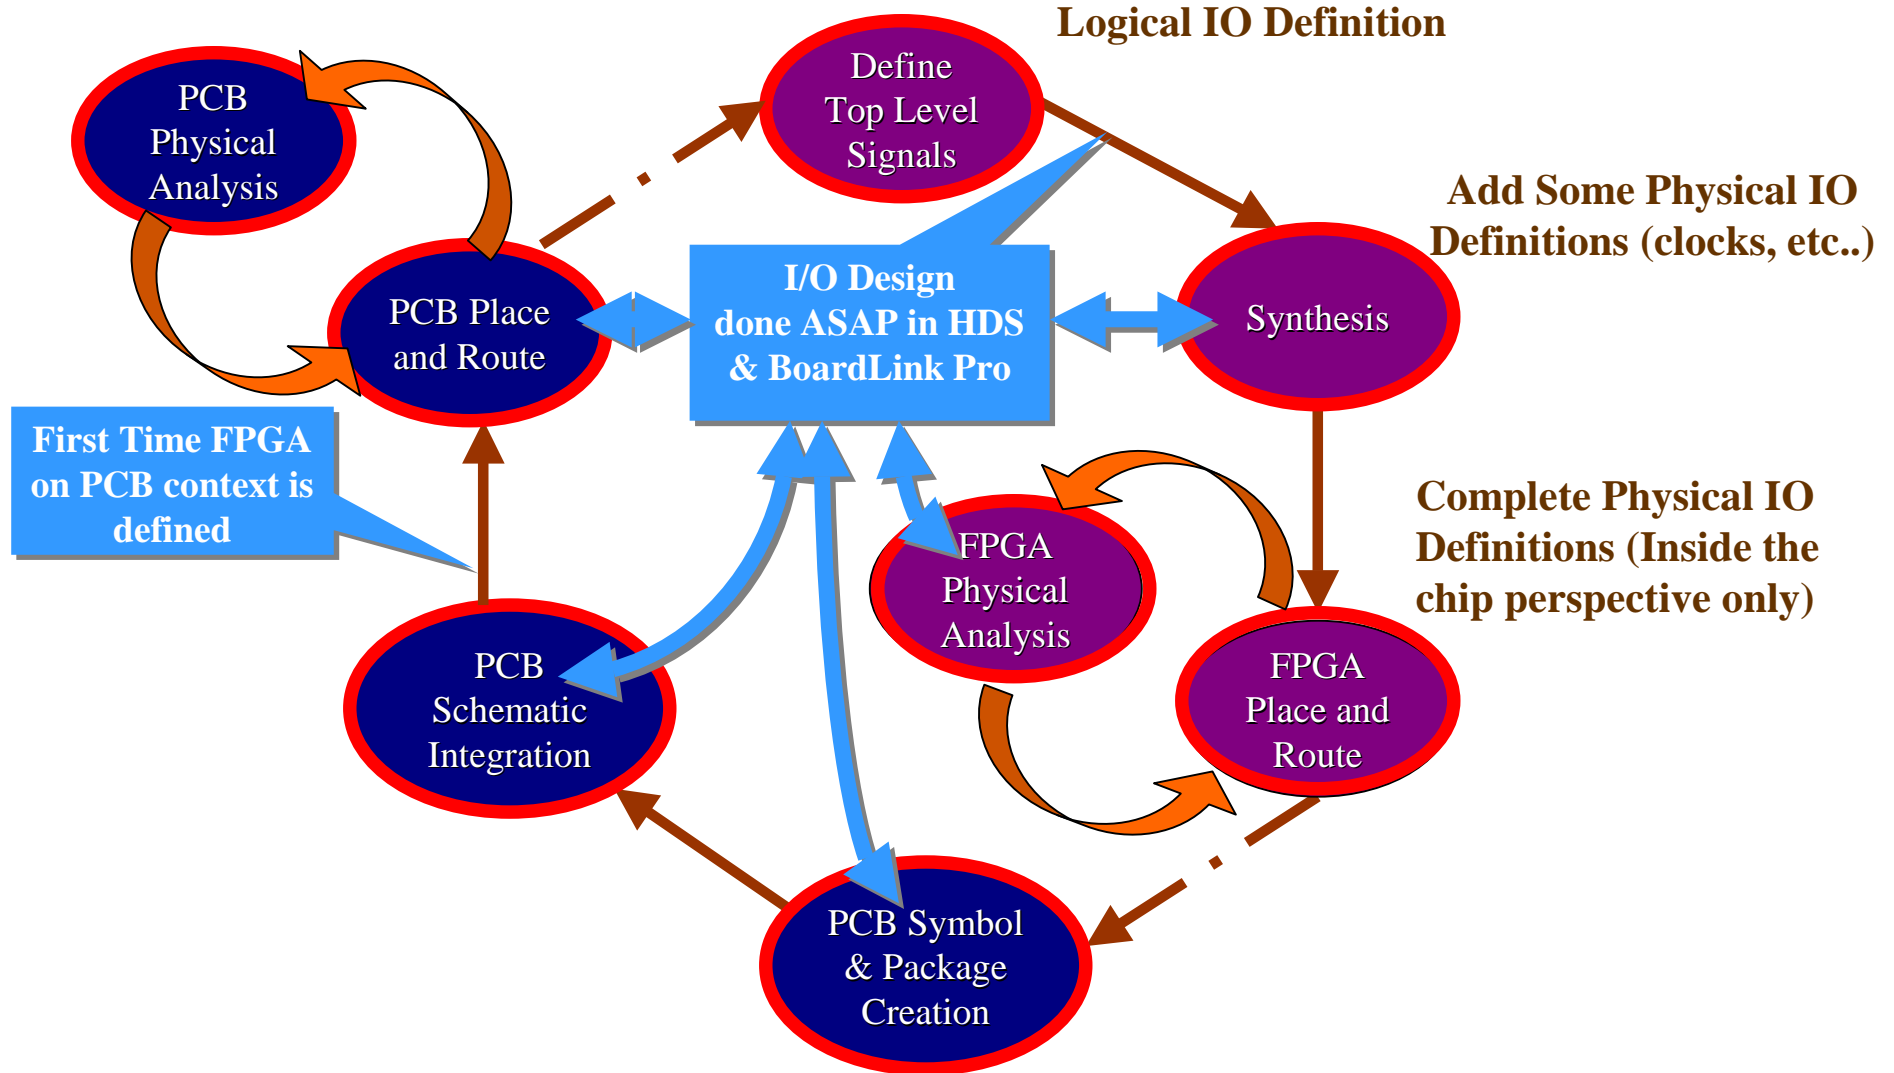 Logical IO Definition
Define
Top Level
Signals
PCB
Physical
Analysis
Add Some Physical IO
Definitions (clocks, etc..)
I/O Design
done ASAP in HDS
& BoardLink Pro
PCB Place
and Route
Synthesis
First Time FPGA
on PCB context is
defined
Complete Physical IO
Definitions (Inside the
chip perspective only)
FPGA
Physical
Analysis
PCB
Schematic
Integration
FPGA
Place and
Route
PCB Symbol
& Package
Creation